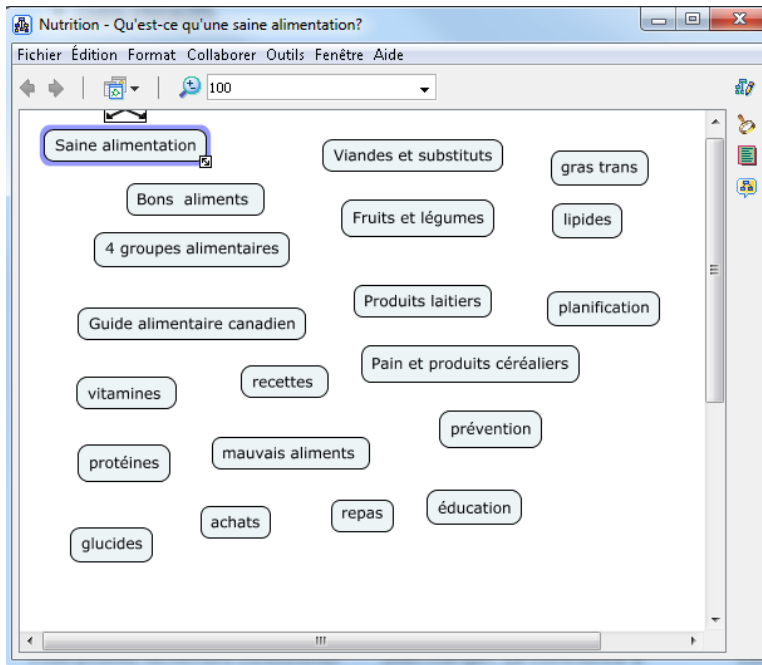 Nutrition - Qu'est-ce qu'une saine alimentation?
Fichier Édition Format Collaborer Outils Fenêtre Aide
100
Saine alimentation
Viandes et substituts
gras trans
Bons aliments
Fruits et légumes
lipides
4 groupes alimentaires
Produits laitiers
planification
Guide alimentaire canadien
Pain et produits céréaliers
recettes
vitamines
prévention
mauvais aliments
protéines
achats
repas
éducation
glucides